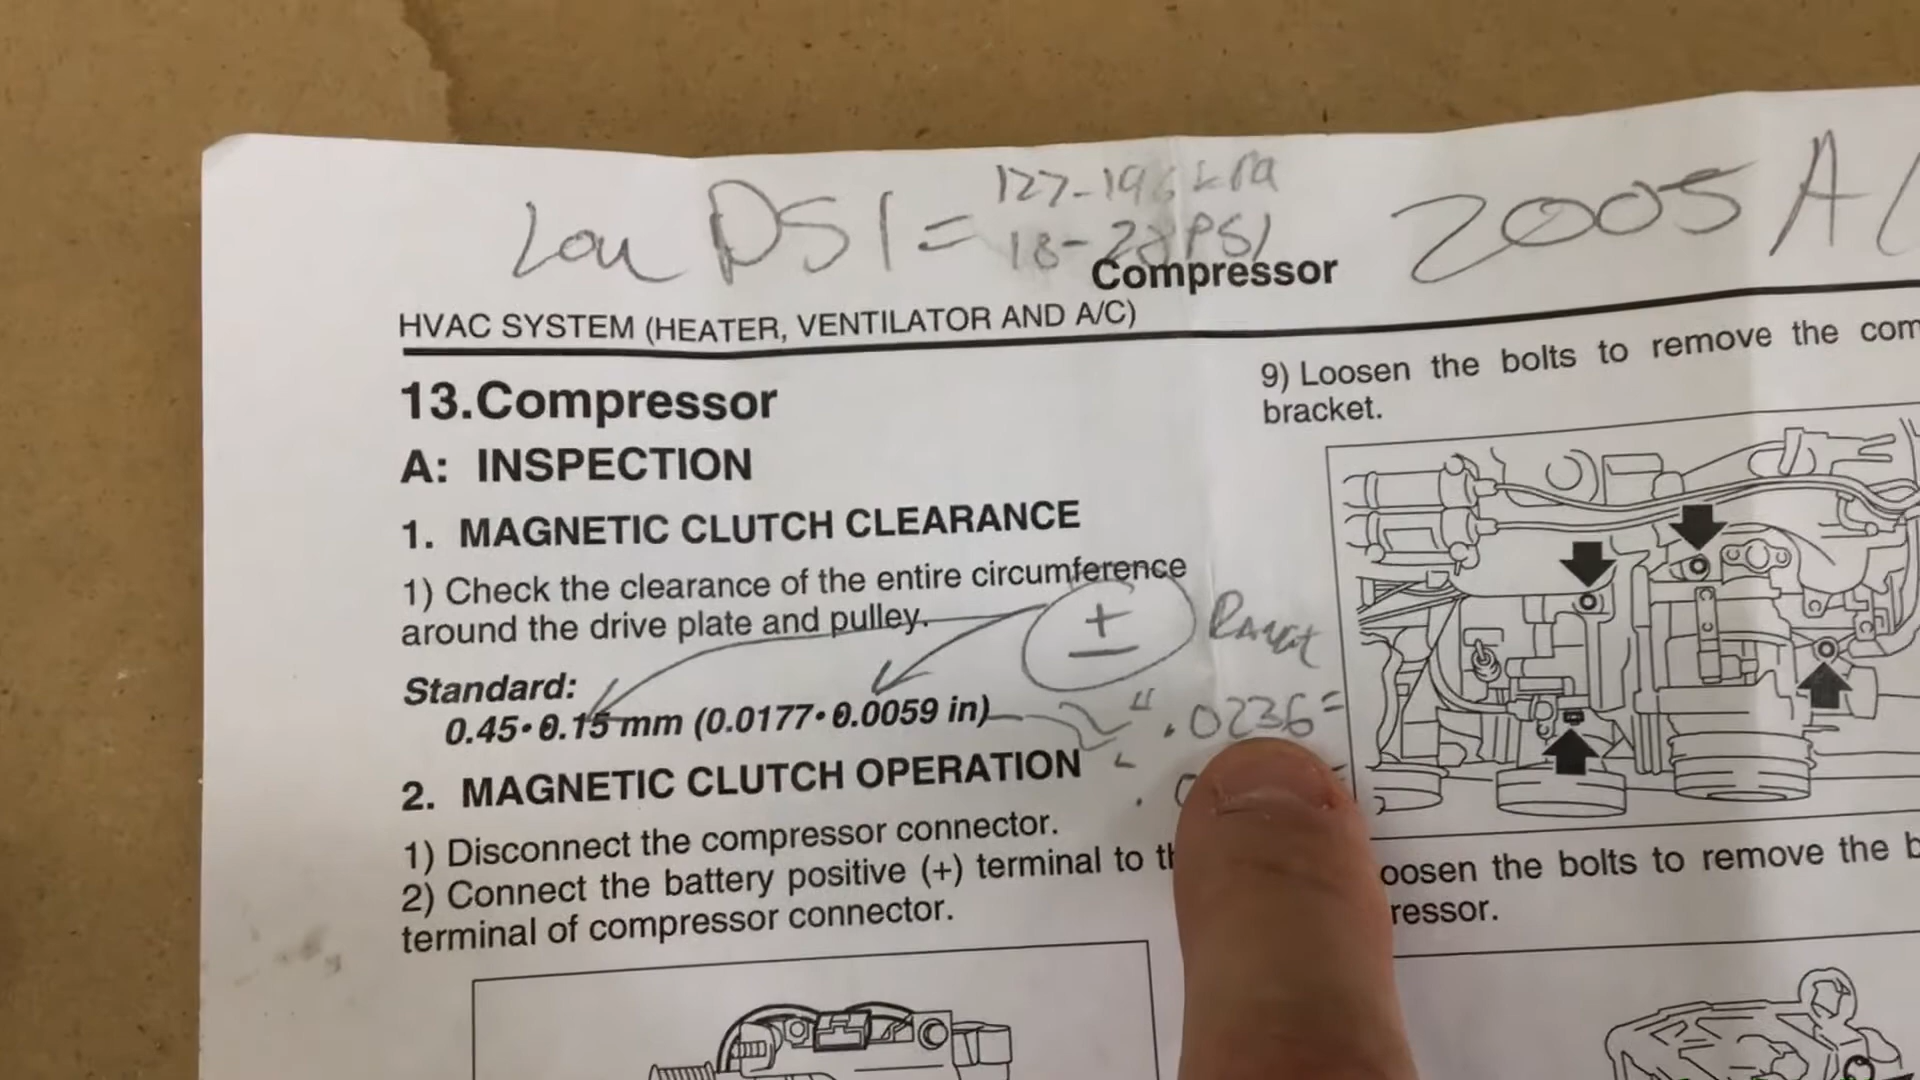 Low PSI = 127-196 kPa
18-28 PSI
2005 A
Compressor
HVAC SYSTEM (HEATER, VENTILATOR AND A/C)
13.Compressor
A: INSPECTION
1. MAGNETIC CLUTCH CLEARANCE
1) Check the clearance of the entire circumference
around the drive plate and pulley.
±
Standard:
0.45•0.15 mm (0.0177•0.0059 in)
" .0236 =
2. MAGNETIC CLUTCH OPERATION
1) Disconnect the compressor connector.
2) Connect the battery positive (+) terminal to
terminal of compressor connector.
9) Loosen the bolts to remove the com
bracket.
oosen the bolts to remove the b
ressor.